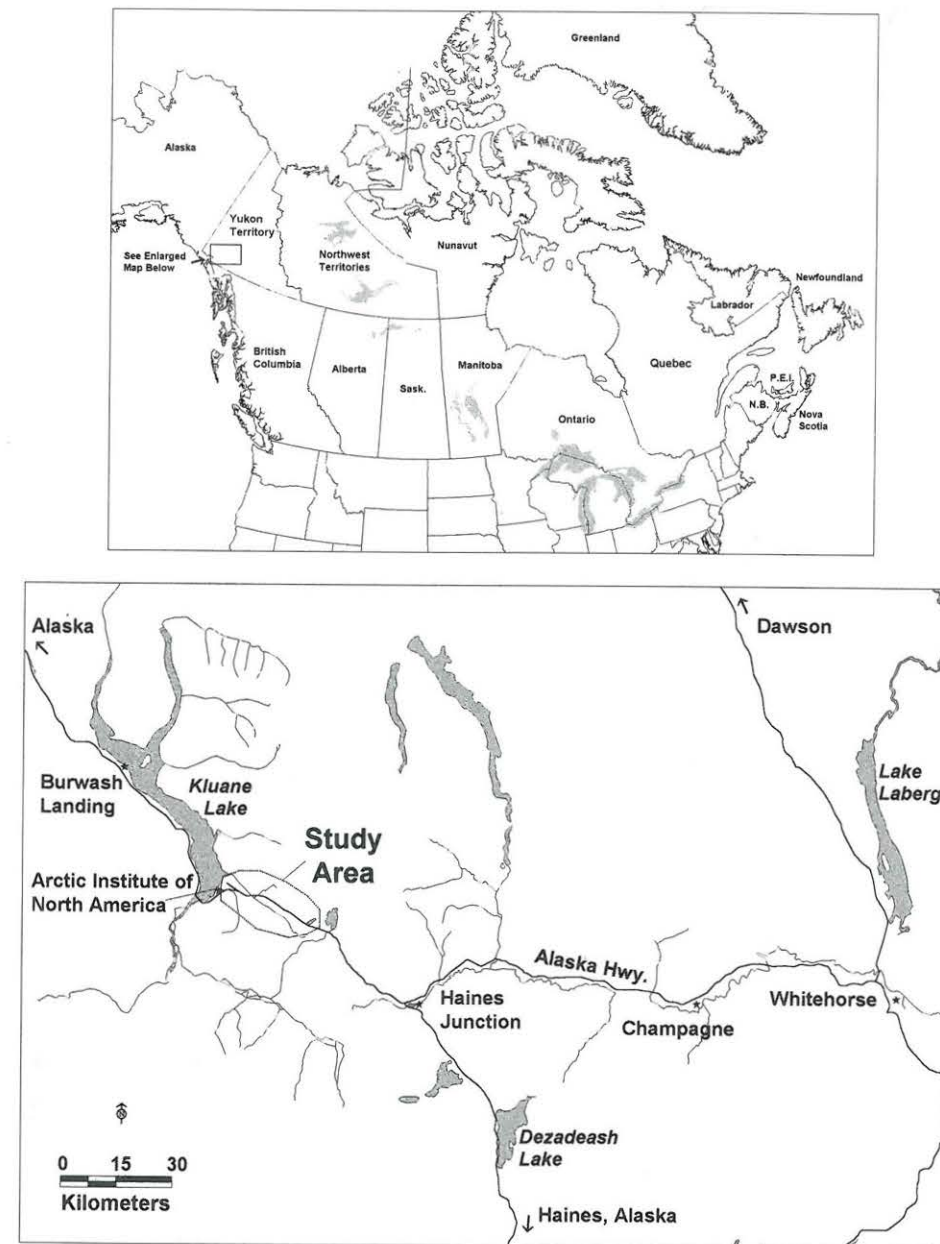 Greenland
Alaska
Yukon
Territory
Nunavut
Northwest
Territories
See Enlarged
Map Below
Newfoundland
Labrador
British
Columbia
Alberta
Sask.
Manitoba
Quebec
Ontario
P.E.I.
N.B.
Nova
Scotia
Alaska
Dawson
Burwash
Landing
Kluane
Lake
Lake
Laberg
Study
Area
Arctic Institute of
North America
Alaska Hwy.
Haines
Junction
Champagne
Whitehorse
Dezadeash
Lake
N
0 15 30
Kilometers
Haines, Alaska